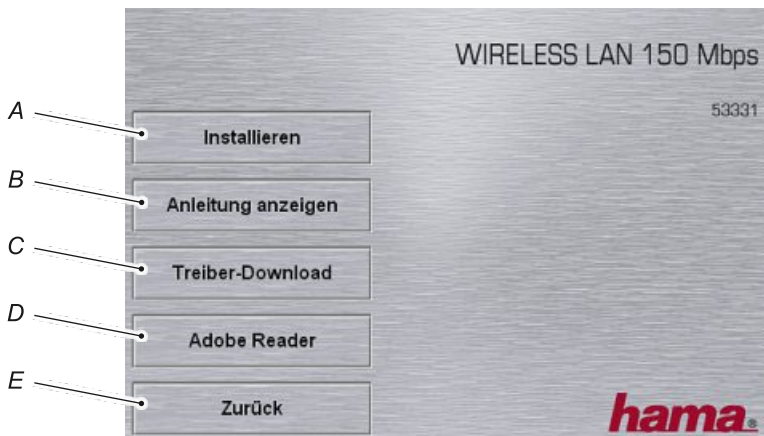 WIRELESS LAN 150 Mbps
53331
A
Installieren
B
Anleitung anzeigen
C
Treiber-Download
D
Adobe Reader
E
Zurück
hama®